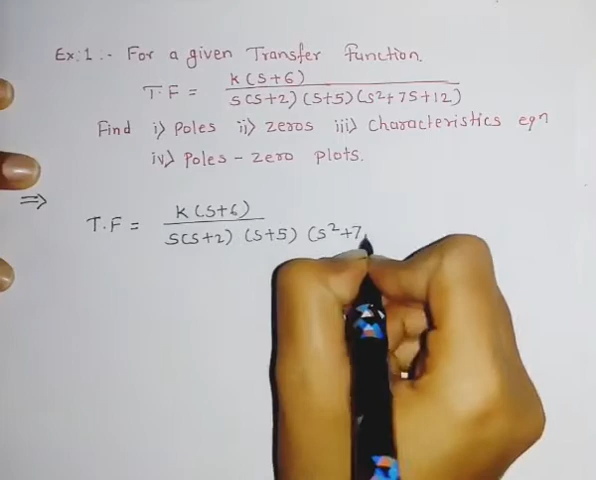 Ex:1:- For a given Transfer function.
K(S+6)
T.F =
S(S+2) (S+5) (S²+7S+12)
Find i) Poles ii) zeros iii) characteristics eqn
iv) Poles - zero plots.
⇒
K(S+6)
T.F =
S(S+2) (S+5) (S²+7